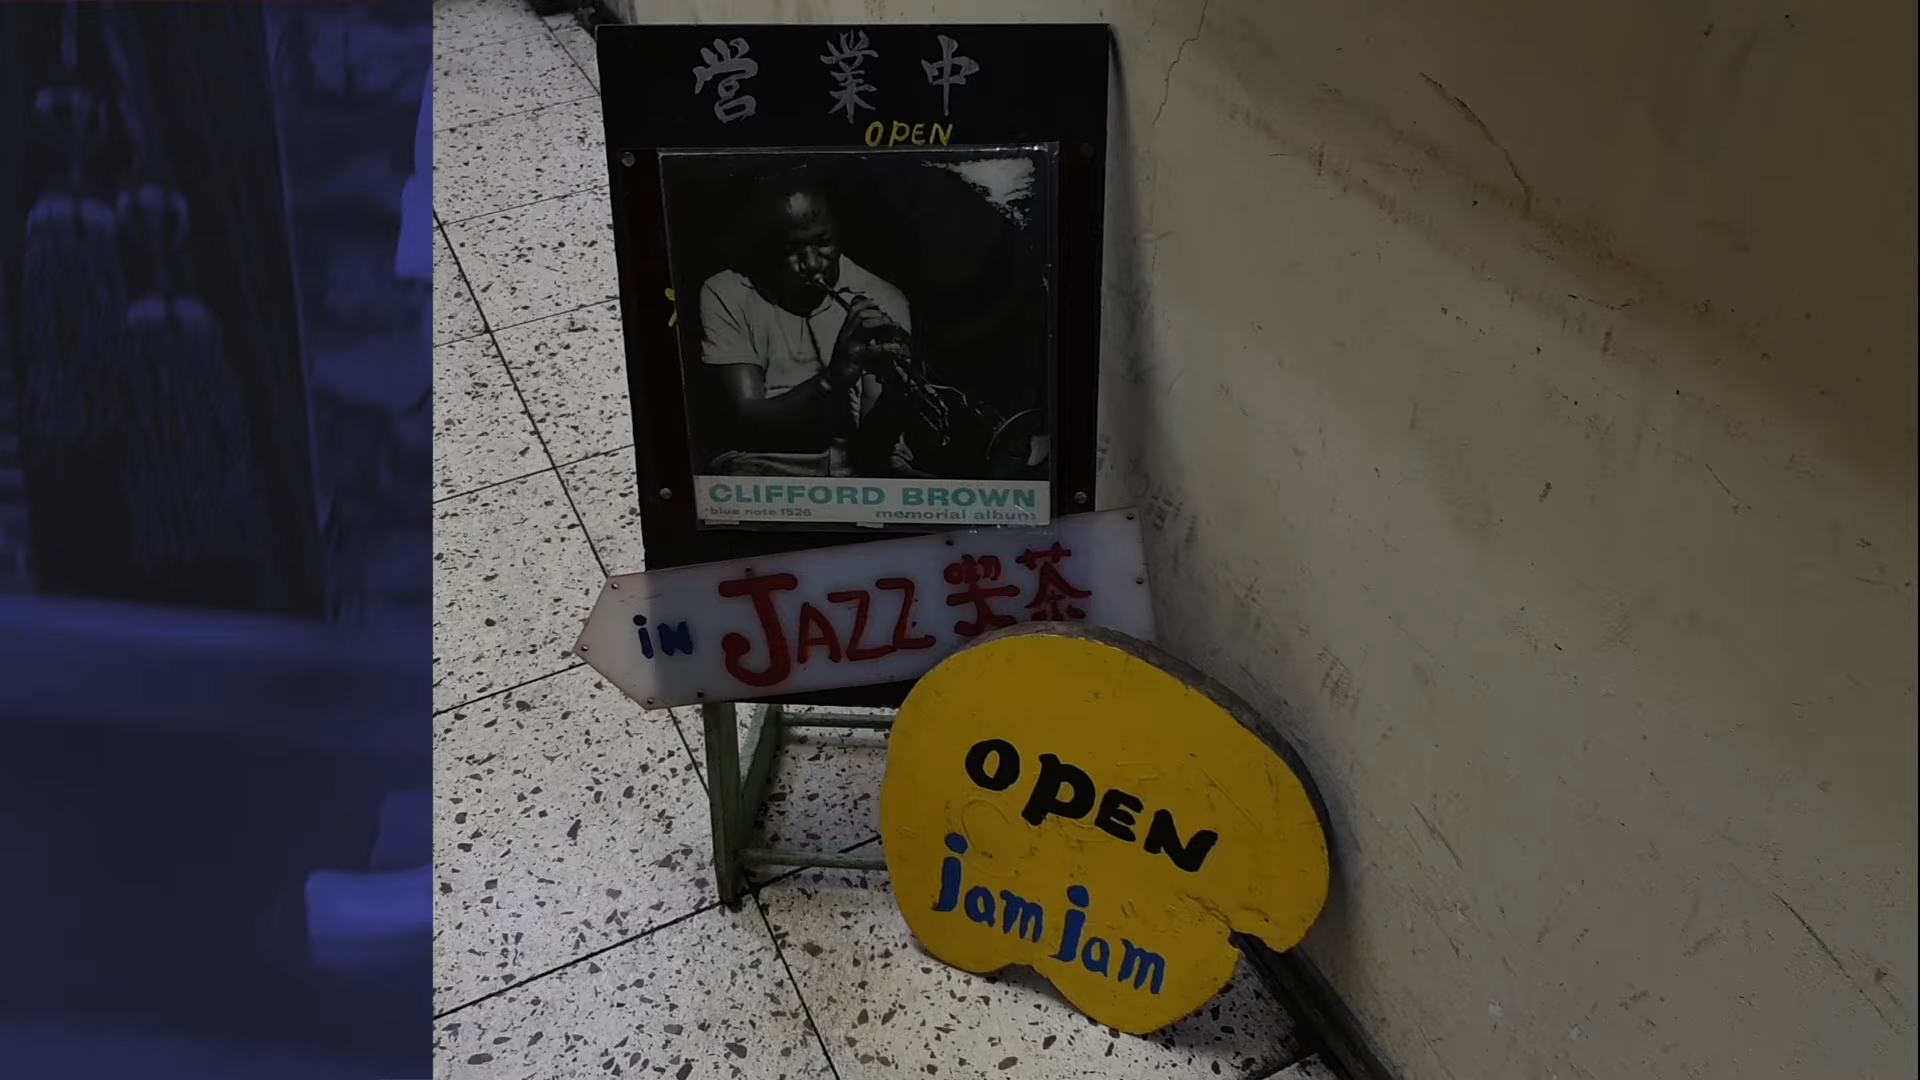 営業中
OPEN
CLIFFORD BROWN
blue note 1526 memorial album
in JAZZ 喫茶
OPEN
jam jam